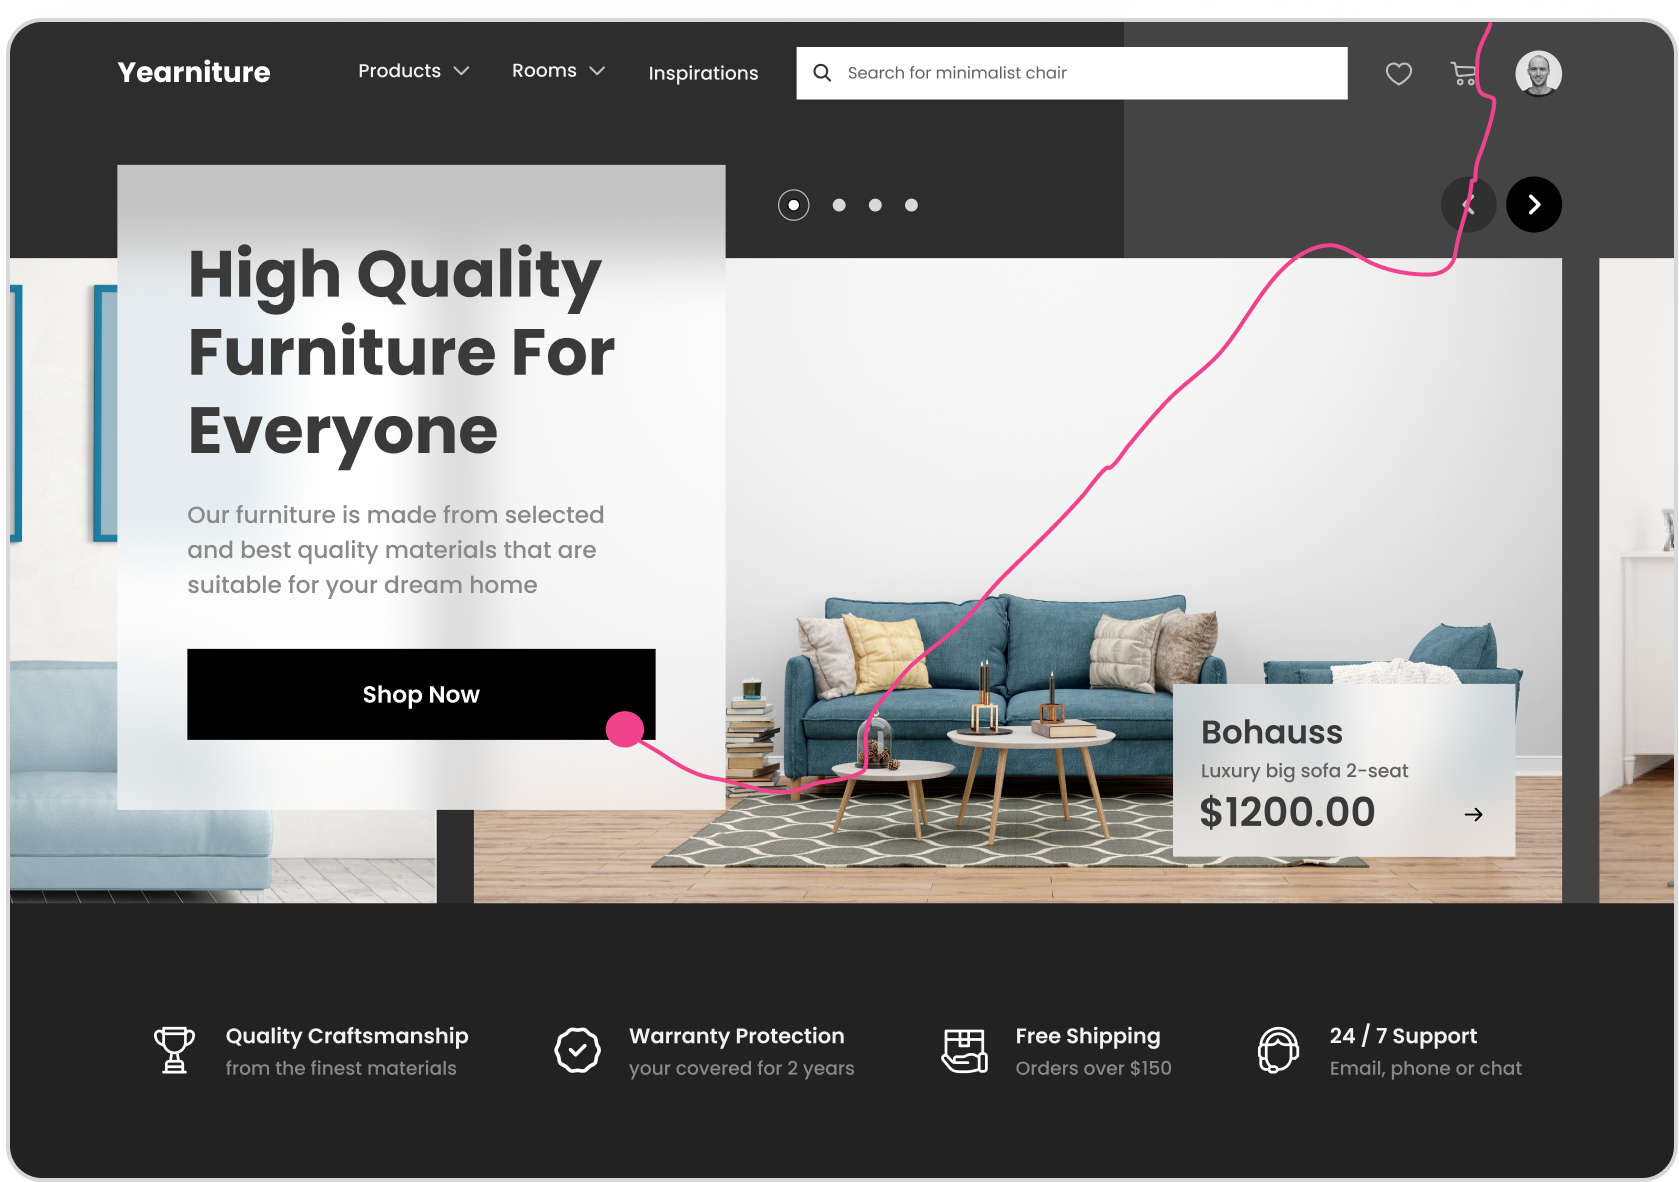 Yearniture
Products
Rooms
Inspirations
Search for minimalist chair
High Quality
Furniture For
Everyone
Our furniture is made from selected
and best quality materials that are
suitable for your dream home
Shop Now
Bohauss
Luxury big sofa 2-seat
$1200.00
Quality Craftsmanship
from the finest materials
Warranty Protection
your covered for 2 years
Free Shipping
Orders over $150
24 / 7 Support
Email, phone or chat